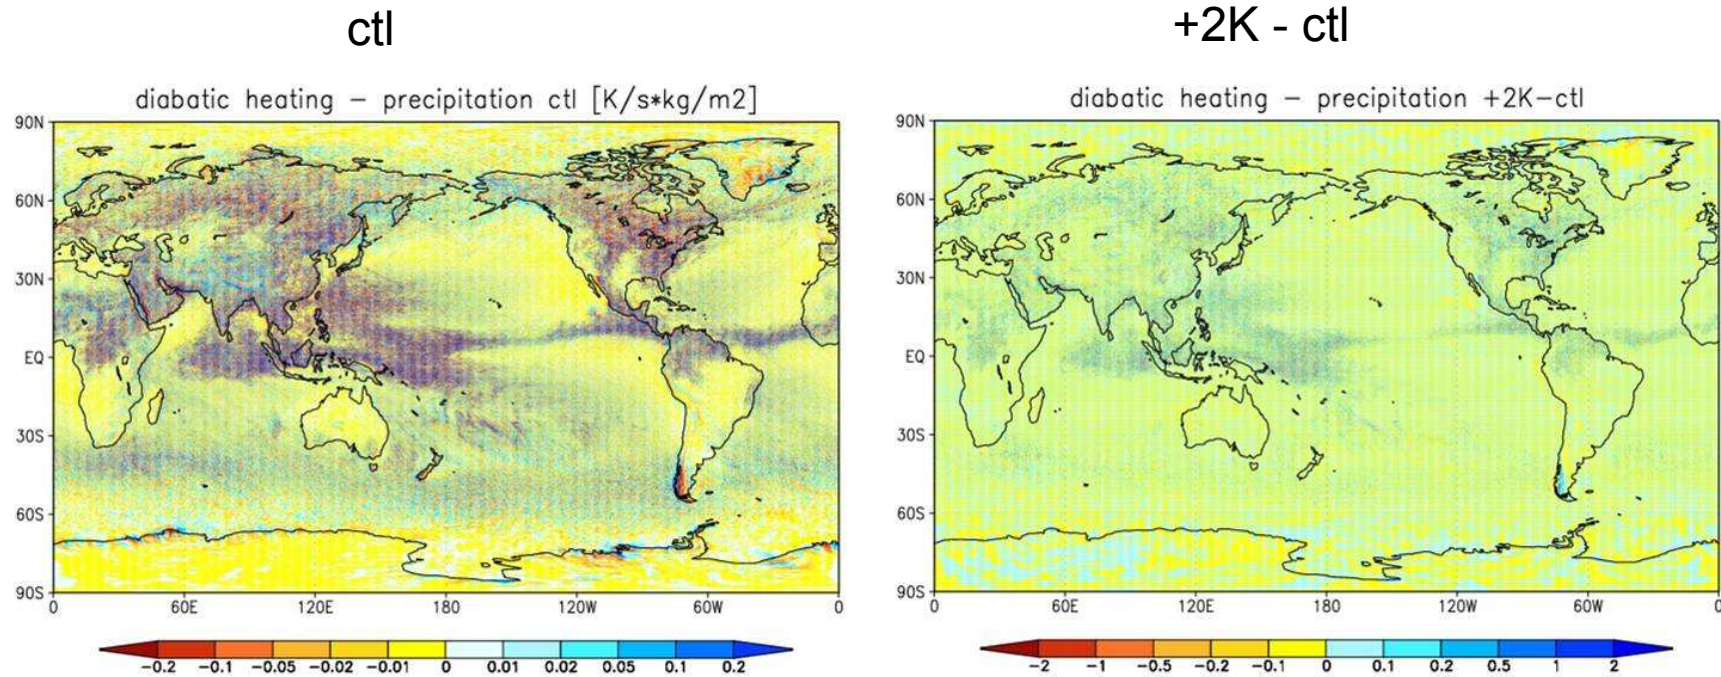 ctl
+2K - ctl
diabatic heating – precipitation ctl [K/s*kg/m2]
90N
60N
30N
EQ
30S
60S
90S
0
60E
120E
180
120W
60W
0
-0.2
-0.1
-0.05
-0.02
-0.01
0
0.01
0.02
0.05
0.1
0.2
diabatic heating – precipitation +2K-ctl
90N
60N
30N
EQ
30S
60S
90S
0
60E
120E
180
120W
60W
0
-2
-1
-0.5
-0.2
-0.1
0
0.1
0.2
0.5
1
2